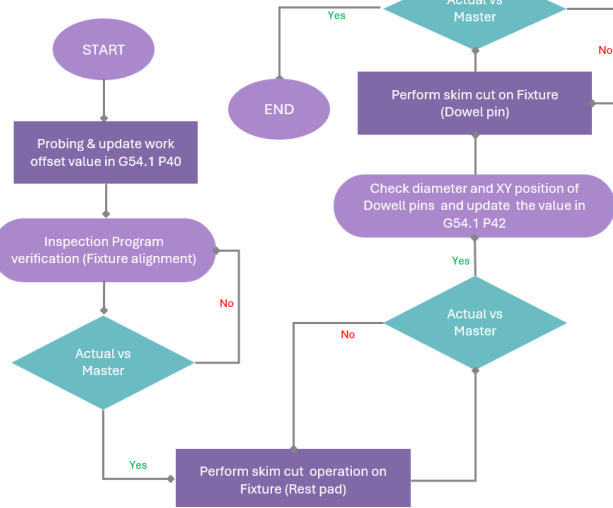 START
Probing & update work
offset value in G54.1 P40
Inspection Program
verification (Fixture alignment)
No
Actual vs
Master
Yes
Perform skim cut  operation on
Fixture (Rest pad)
No
Actual vs
Master
Yes
Check diameter and XY position of
Dowell pins  and update  the value in
G54.1 P42
Perform skim cut on Fixture
(Dowel pin)
Actual vs
Master
No
Yes
END